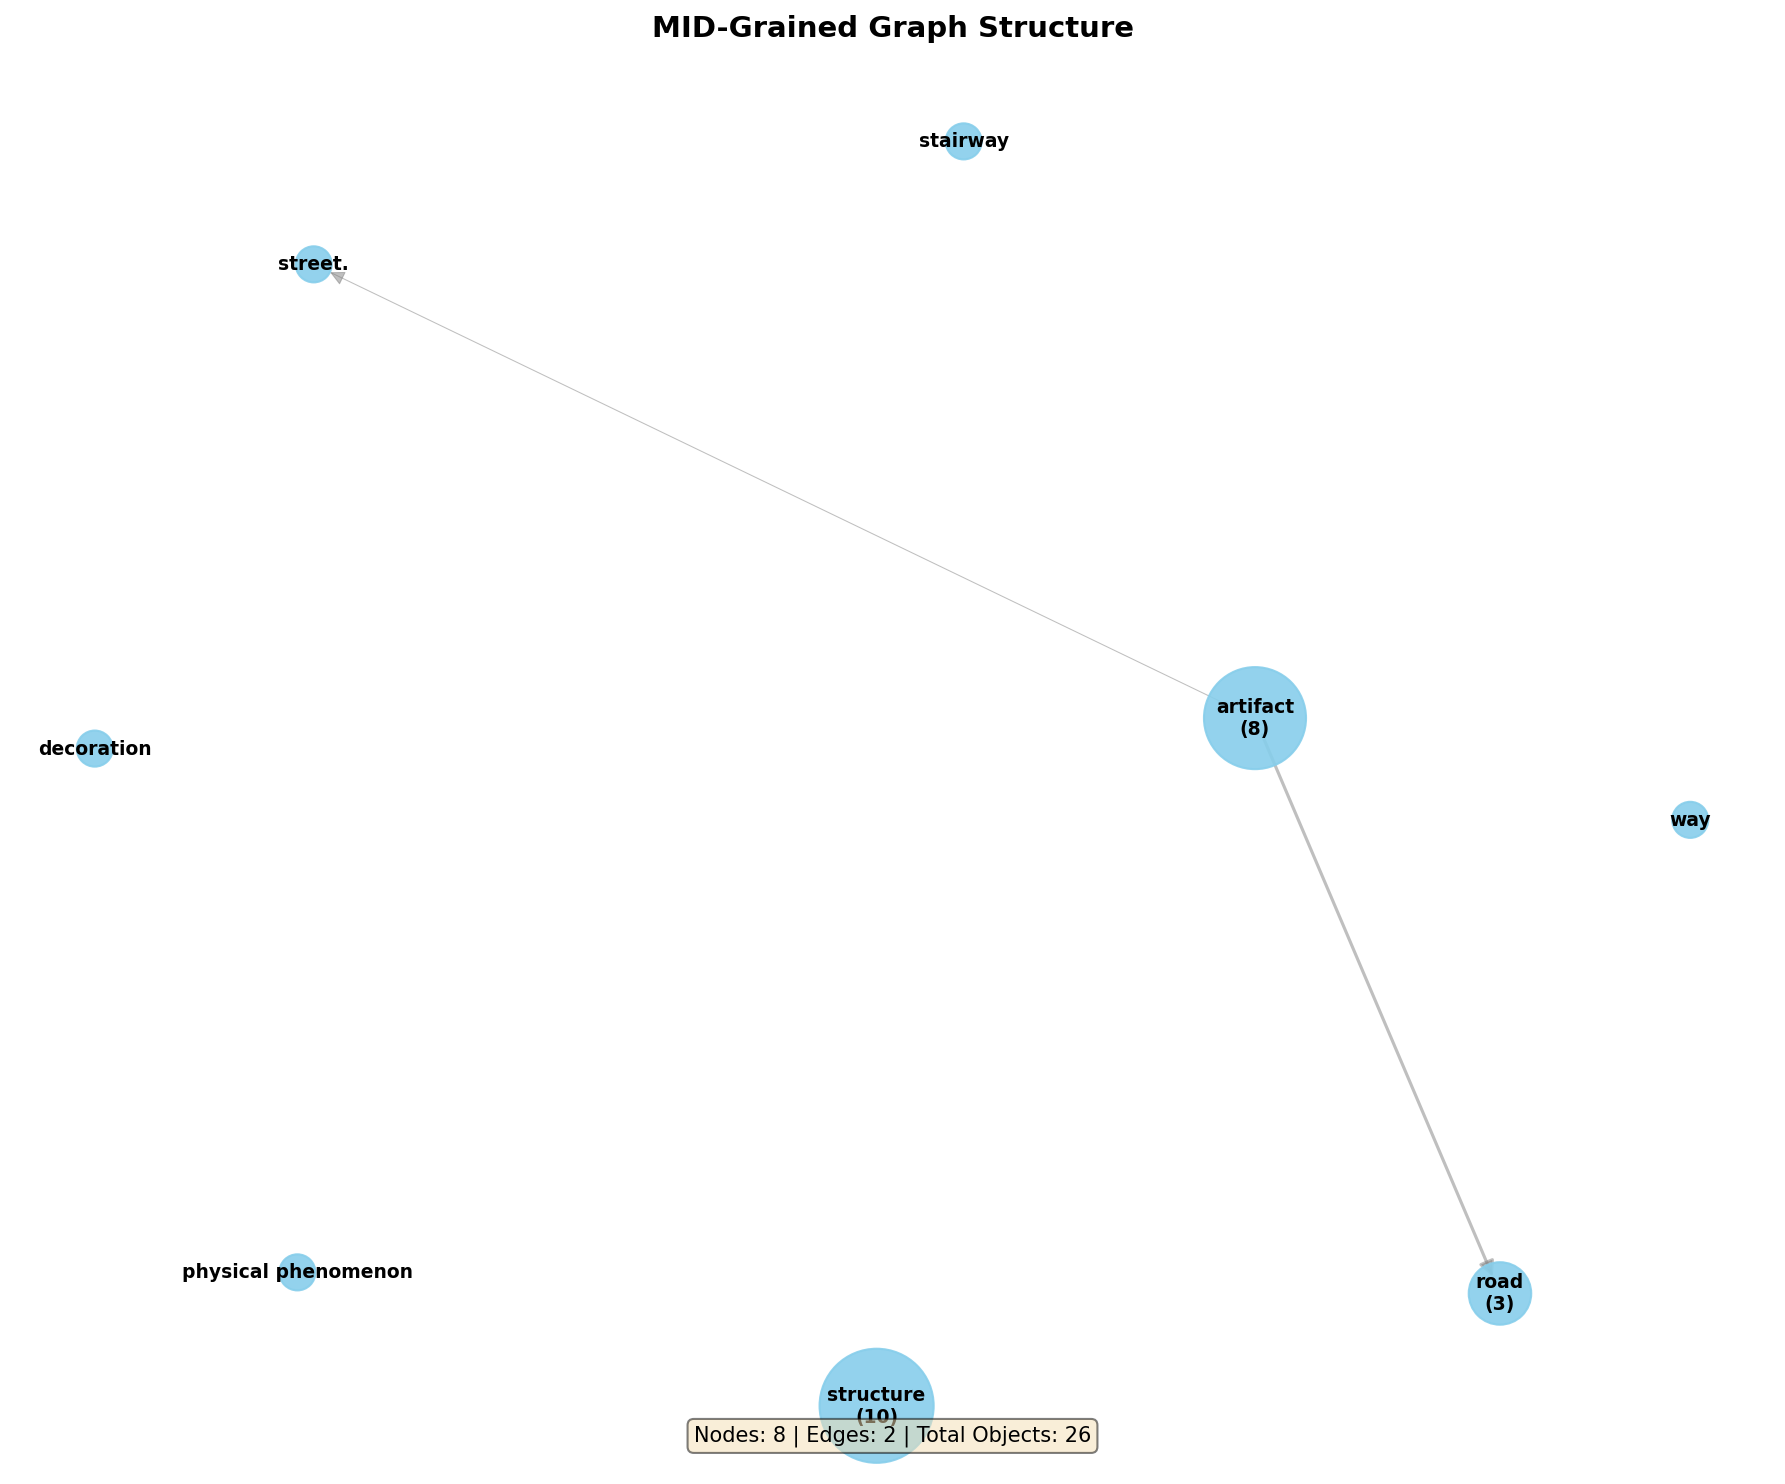 MID-Grained Graph Structure
stairway
street.
artifact
(8)
decoration
way
physical phenomenon
road
(3)
structure
(10)
Nodes: 8 | Edges: 2 | Total Objects: 26